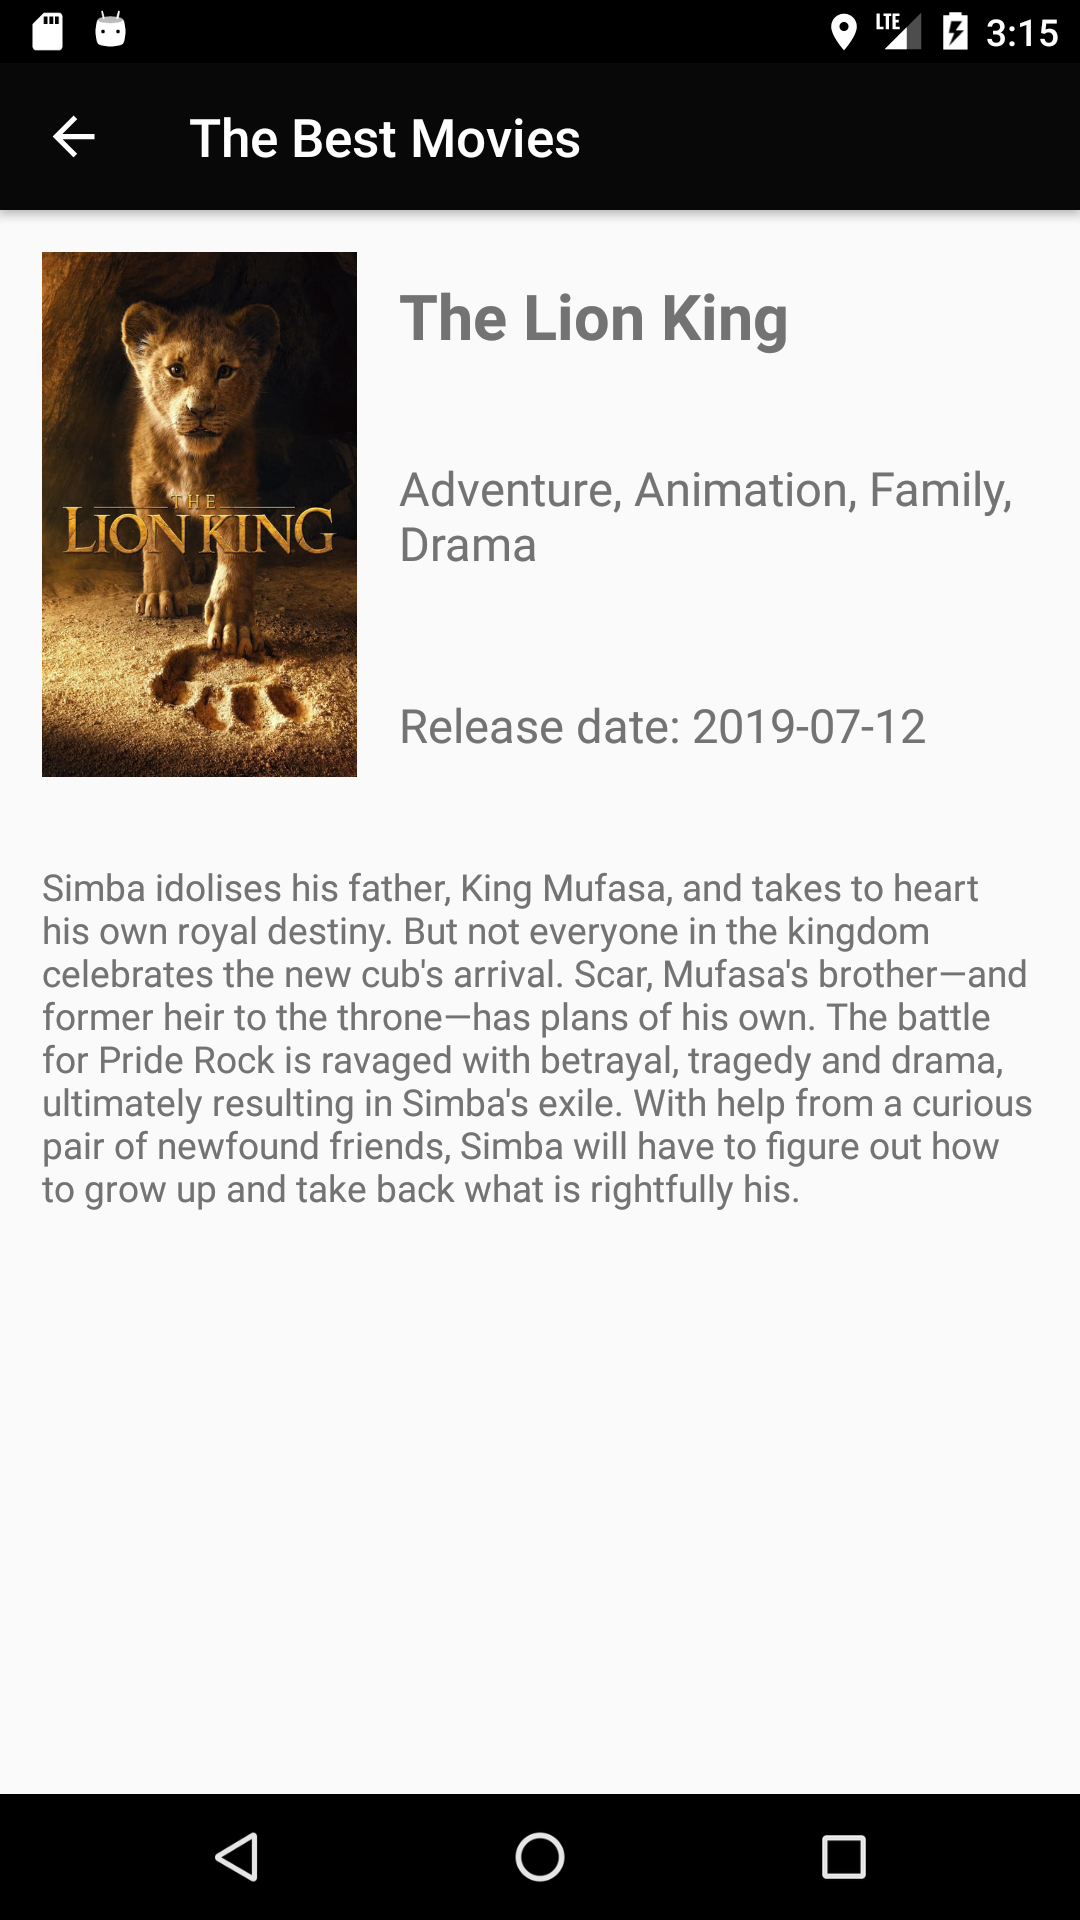 LTE 3:15
The Best Movies
THE
LION KING
The Lion King
Adventure, Animation, Family,
Drama
Release date: 2019-07-12
Simba idolises his father, King Mufasa, and takes to heart
his own royal destiny. But not everyone in the kingdom
celebrates the new cub's arrival. Scar, Mufasa's brother—and
former heir to the throne—has plans of his own. The battle
for Pride Rock is ravaged with betrayal, tragedy and drama,
ultimately resulting in Simba's exile. With help from a curious
pair of newfound friends, Simba will have to figure out how
to grow up and take back what is rightfully his.